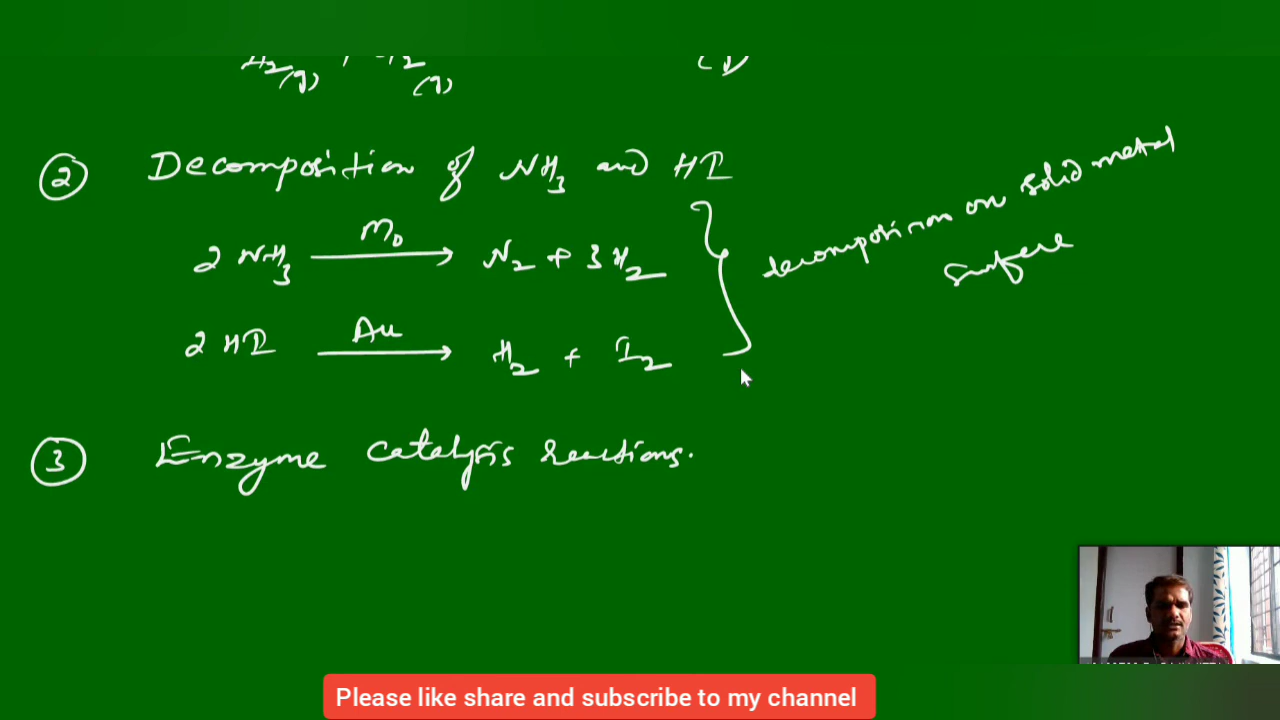 ② Decomposition of NH₃ and HI
2 NH₃ —Mo→ N₂ + 3 H₂
2 HI —Au→ H₂ + I₂
decomposition on solid metal
surface
③ Enzyme catalysis reactions.
Please like share and subscribe to my channel